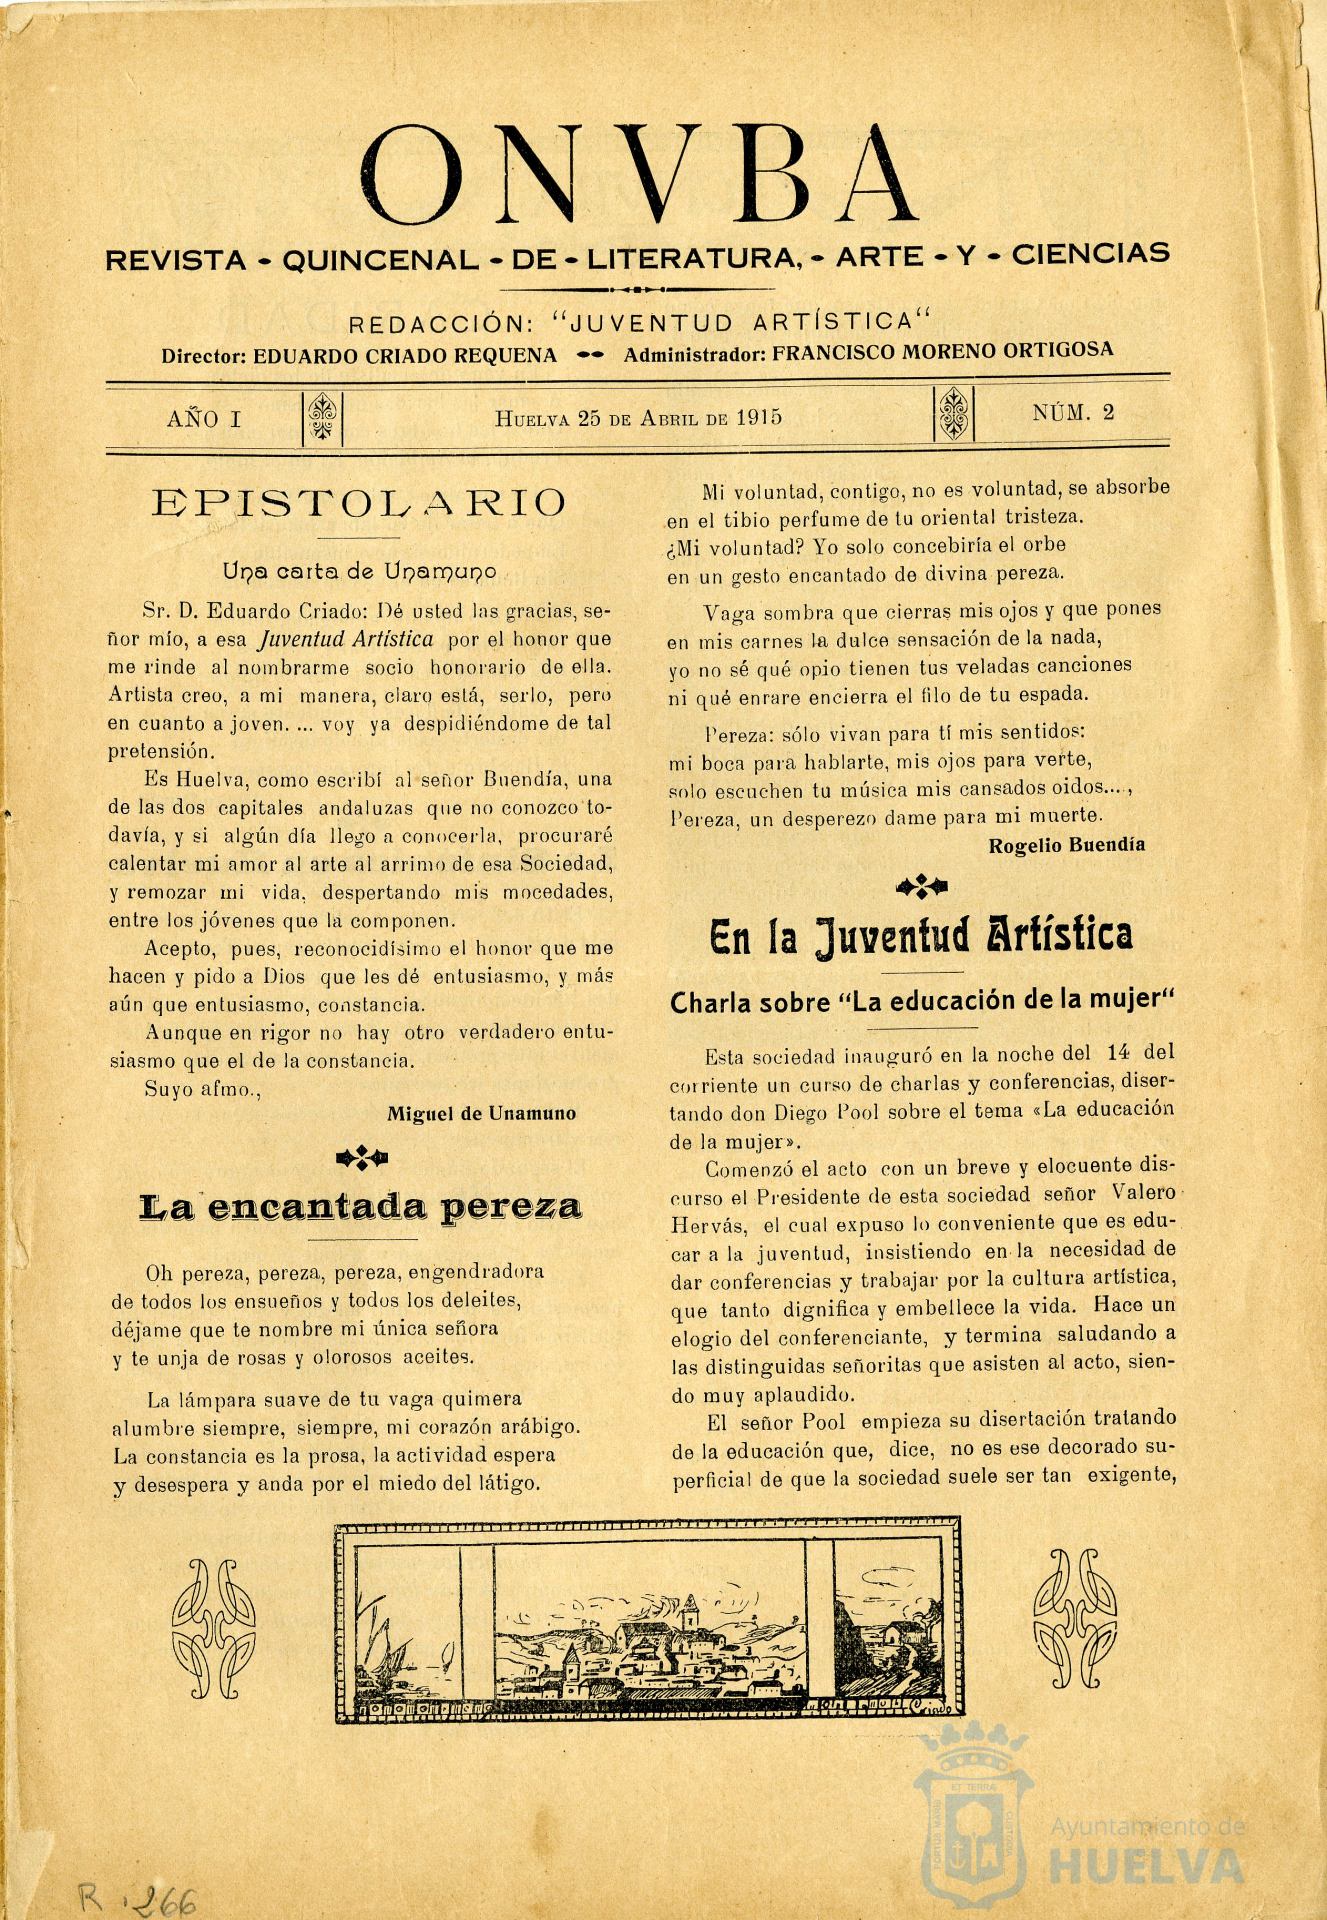 ONVBA
REVISTA - QUINCENAL - DE - LITERATURA, - ARTE - Y - CIENCIAS
REDACCIÓN: "JUVENTUD ARTÍSTICA"
Director: EDUARDO CRIADO REQUENA Administrador: FRANCISCO MORENO ORTIGOSA
AÑO I HUELVA 25 DE ABRIL DE 1915 NÚM. 2
EPISTOLARIO
Una carta de Unamuno
Sr. D. Eduardo Criado: Dé usted las gracias, se-
ñor mío, a esa Juventud Artística por el honor que
me rinde al nombrarme socio honorario de ella.
Artista creo, a mi manera, claro está, serlo, pero
en cuanto a joven. ... voy ya despidiéndome de tal
pretensión.
Es Huelva, como escribí al señor Buendía, una
de las dos capitales andaluzas que no conozco to-
davía, y si algún día llego a conocerla, procuraré
calentar mi amor al arte al arrimo de esa Sociedad,
y remozar mi vida, despertando mis mocedades,
entre los jóvenes que la componen.
Acepto, pues, reconocidísimo el honor que me
hacen y pido a Dios que les dé entusiasmo, y más
aún que entusiasmo, constancia.
Aunque en rigor no hay otro verdadero entu-
siasmo que el de la constancia.
Suyo afmo.,
Miguel de Unamuno
La encantada pereza
Oh pereza, pereza, pereza, engendradora
de todos los ensueños y todos los deleites,
déjame que te nombre mi única señora
y te unja de rosas y olorosos aceites.
La lámpara suave de tu vaga quimera
alumbre siempre, siempre, mi corazón arábigo.
La constancia es la prosa, la actividad espera
y desespera y anda por el miedo del látigo.
Mi voluntad, contigo, no es voluntad, se absorbe
en el tibio perfume de tu oriental tristeza.
¿Mi voluntad? Yo solo concebiría el orbe
en un gesto encantado de divina pereza.
Vaga sombra que cierras mis ojos y que pones
en mis carnes la dulce sensación de la nada,
yo no sé qué opio tienen tus veladas canciones
ni qué enrare encierra el filo de tu espada.
Pereza: sólo vivan para tí mis sentidos:
mi boca para hablarte, mis ojos para verte,
solo escuchen tu música mis cansados oidos....,
Pereza, un desperezo dame para mi muerte.
Rogelio Buendía
En la Juventud Artística
Charla sobre "La educación de la mujer"
Esta sociedad inauguró en la noche del 14 del
corriente un curso de charlas y conferencias, diser-
tando don Diego Pool sobre el tema «La educación
de la mujer».
Comenzó el acto con un breve y elocuente dis-
curso el Presidente de esta sociedad señor Valero
Hervás, el cual expuso lo conveniente que es edu-
car a la juventud, insistiendo en la necesidad de
dar conferencias y trabajar por la cultura artística,
que tanto dignifica y embellece la vida. Hace un
elogio del conferenciante, y termina saludando a
las distinguidas señoritas que asisten al acto, sien-
do muy aplaudido.
El señor Pool empieza su disertación tratando
de la educación que, dice, no es ese decorado su-
perficial de que la sociedad suele ser tan exigente,
Criado
PORTUS MARIS ET TERRAE CUSTODIA
Ayuntamiento de
HUELVA
R. 266